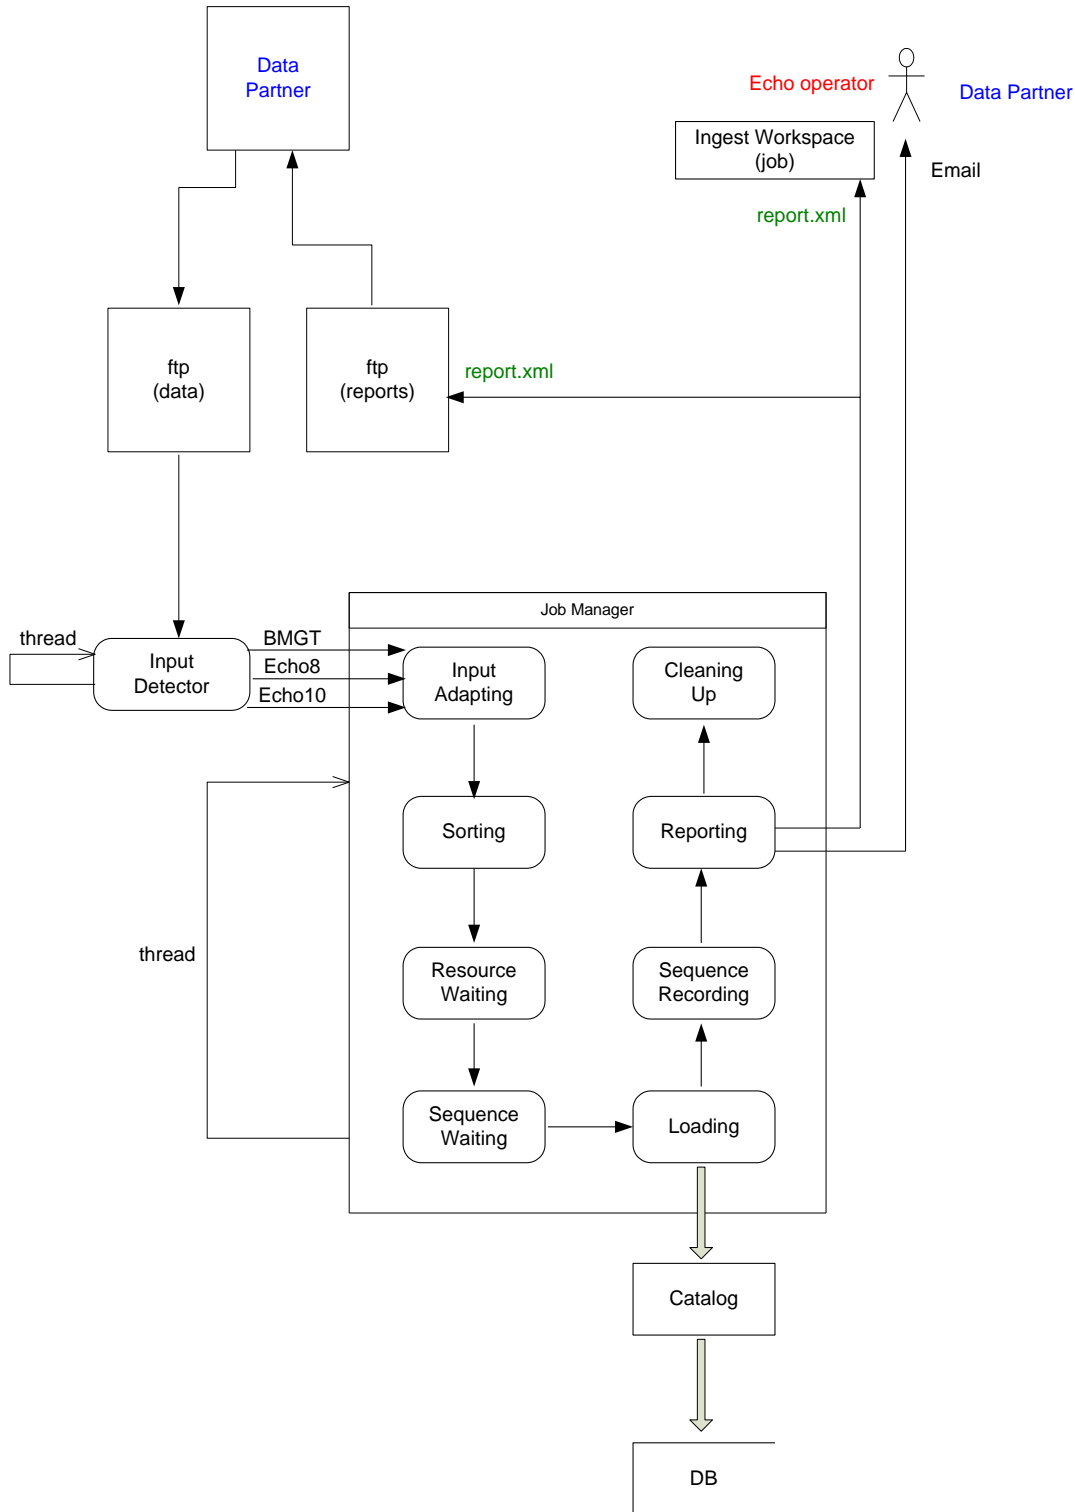 Data
Partner
Echo operator
Data Partner
Ingest Workspace
(job)
Email
report.xml
ftp
(data)
ftp
(reports)
report.xml
Job Manager
thread
Input
Detector
BMGT
Echo8
Echo10
Input
Adapting
Cleaning
Up
Sorting
Reporting
thread
Resource
Waiting
Sequence
Recording
Sequence
Waiting
Loading
Catalog
DB